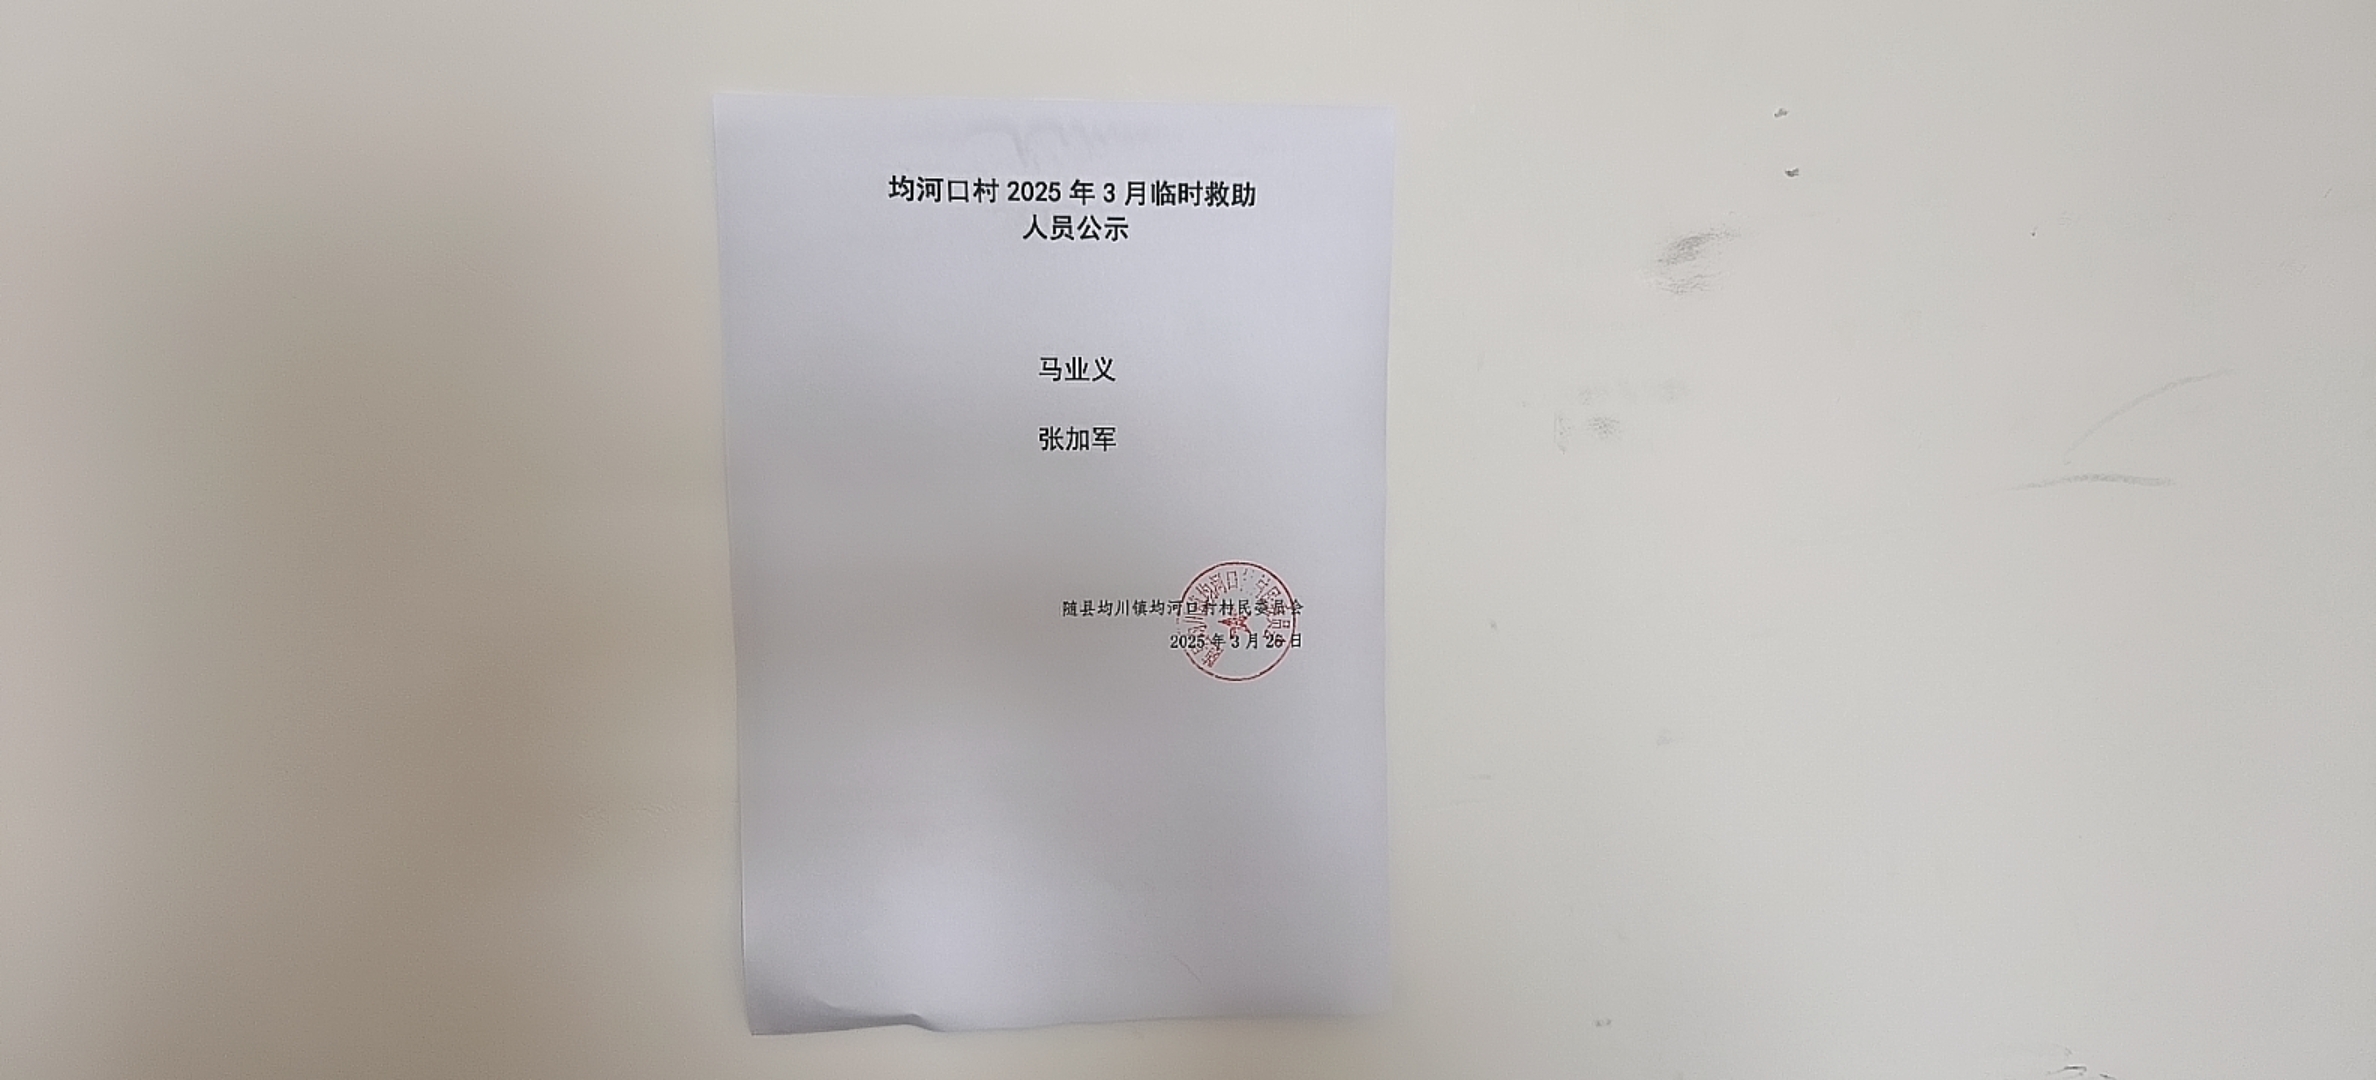 均河口村 2025 年 3 月临时救助
人员公示
马业义
张加军
随县均川镇均河口村村民委员会
2025 年 3 月 26 日